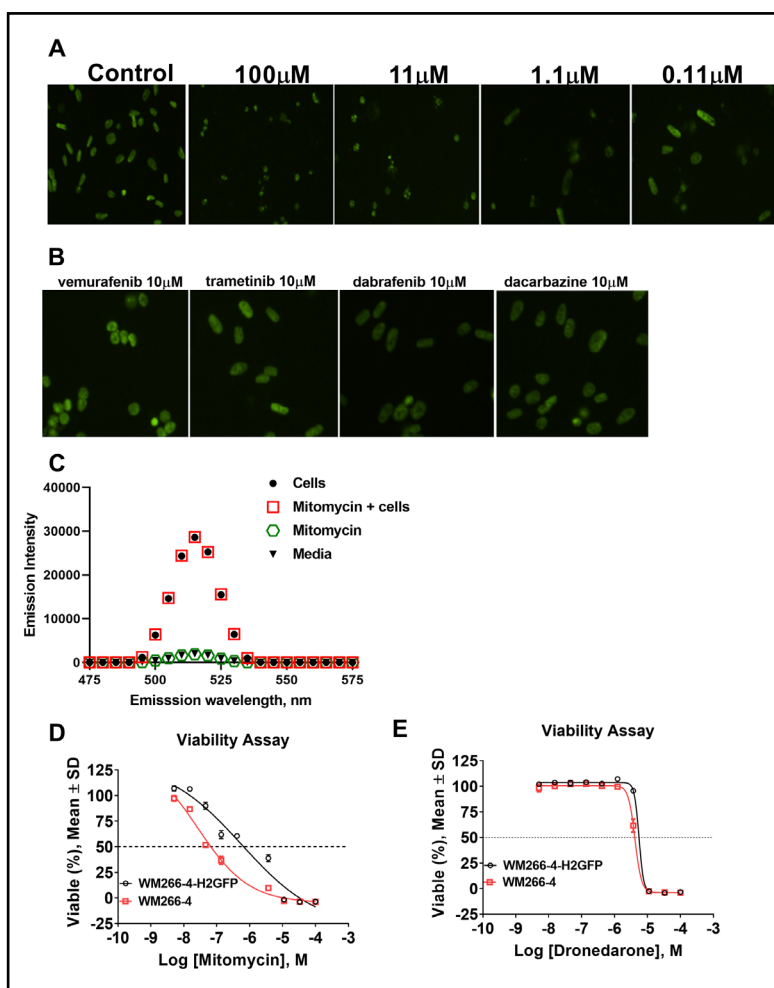 A
Control 100µM 11µM 1.1µM 0.11µM
B
vemurafenib 10µM trametinib 10µM dabrafenib 10µM dacarbazine 10µM
C
Emission Intensity
40000
30000
20000
10000
0
475 500 525 550 575
Emisssion wavelength, nm
Cells
Mitomycin + cells
Mitomycin
Media
D
Viability Assay
Viable (%), Mean ± SD
125
100
75
50
25
0
-25
WM266-4-H2GFP
WM266-4
-10 -9 -8 -7 -6 -5 -4 -3
Log [Mitomycin], M
E
Viability Assay
Viable (%), Mean ± SD
125
100
75
50
25
0
-25
WM266-4-H2GFP
WM266-4
-10 -9 -8 -7 -6 -5 -4 -3
Log [Dronedarone], M